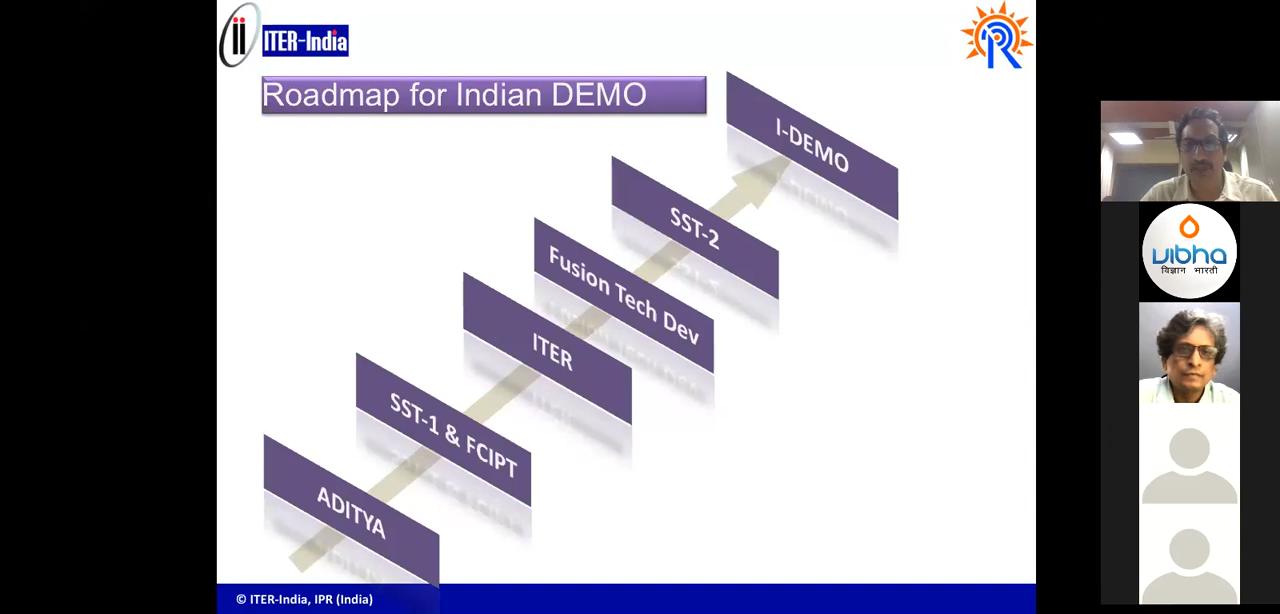 ii ITER-India
Roadmap for Indian DEMO
I-DEMO
SST-2
Fusion Tech Dev
ITER
SST-1 & FCIPT
ADITYA
© ITER-India, IPR (India)
vibha
विज्ञान भारती